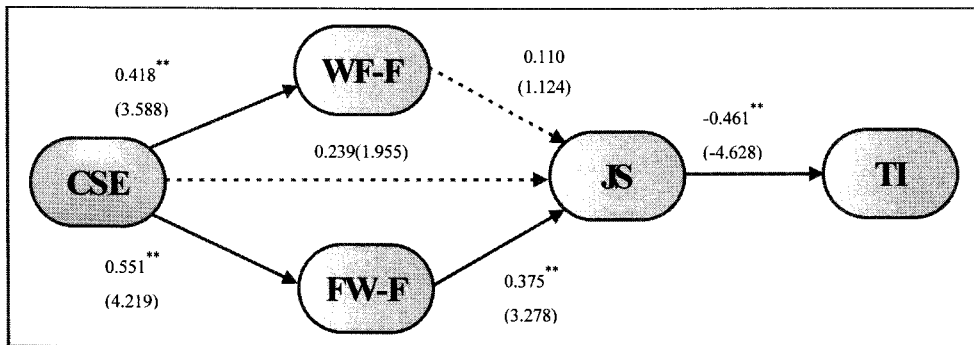 0.418**
(3.588)
WF-F
0.110
(1.124)
0.239(1.955)
-0.461**
(-4.628)
CSE
JS
TI
0.551**
(4.219)
FW-F
0.375**
(3.278)